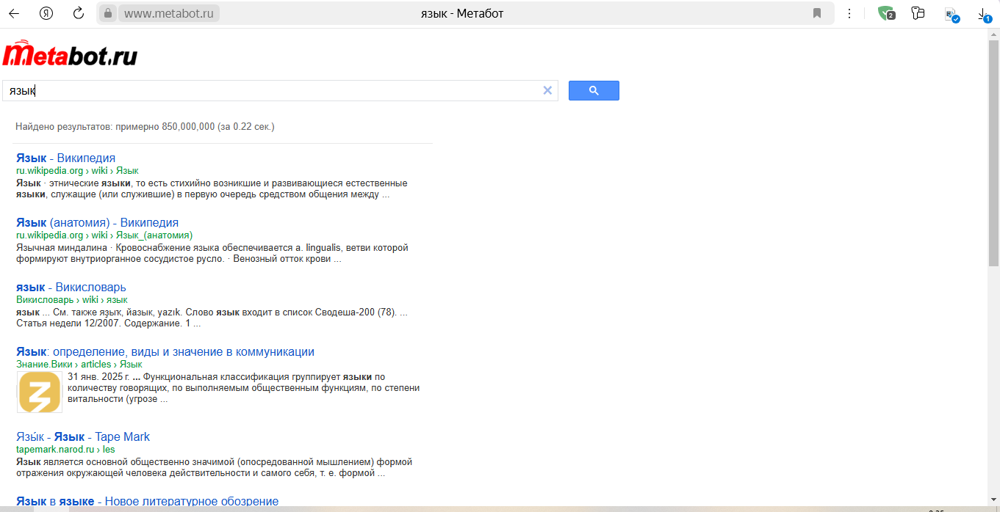 www.metabot.ru
язык - Метабот
2
1
metabot.ru
язык
Найдено результатов: примерно 850,000,000 (за 0.22 сек.)
Язык - Википедия
ru.wikipedia.org › wiki › Язык
Язык · этнические языки, то есть стихийно возникшие и развивающиеся естественные
языки, служащие (или служившие) в первую очередь средством общения между ...
Язык (анатомия) - Википедия
ru.wikipedia.org › wiki › Язык_(анатомия)
Язычная миндалина · Кровоснабжение языка обеспечивается a. lingualis, ветви которой
формируют внутриорганное сосудистое русло. · Венозный отток крови ...
язык - Викисловарь
Викисловарь › wiki › язык
язык ... См. также яҙыҡ, йазык, yazık. Слово язык входит в список Сводеша-200 (78). ...
Статья недели 12/2007. Содержание. 1 ...
Язык: определение, виды и значение в коммуникации
Знание.Вики › articles › Язык
31 янв. 2025 г. ... Функциональная классификация группирует языки по
количеству говорящих, по выполняемым общественным функциям, по степени
витальности (угрозе ...
Язы́к - Язык - Tape Mark
tapemark.narod.ru › les
Язык является основной общественно значимой (опосредованной мышлением) формой
отражения окружающей человека действительности и самого себя, т. е. формой ...
Язык в языке - Новое литературное обозрение